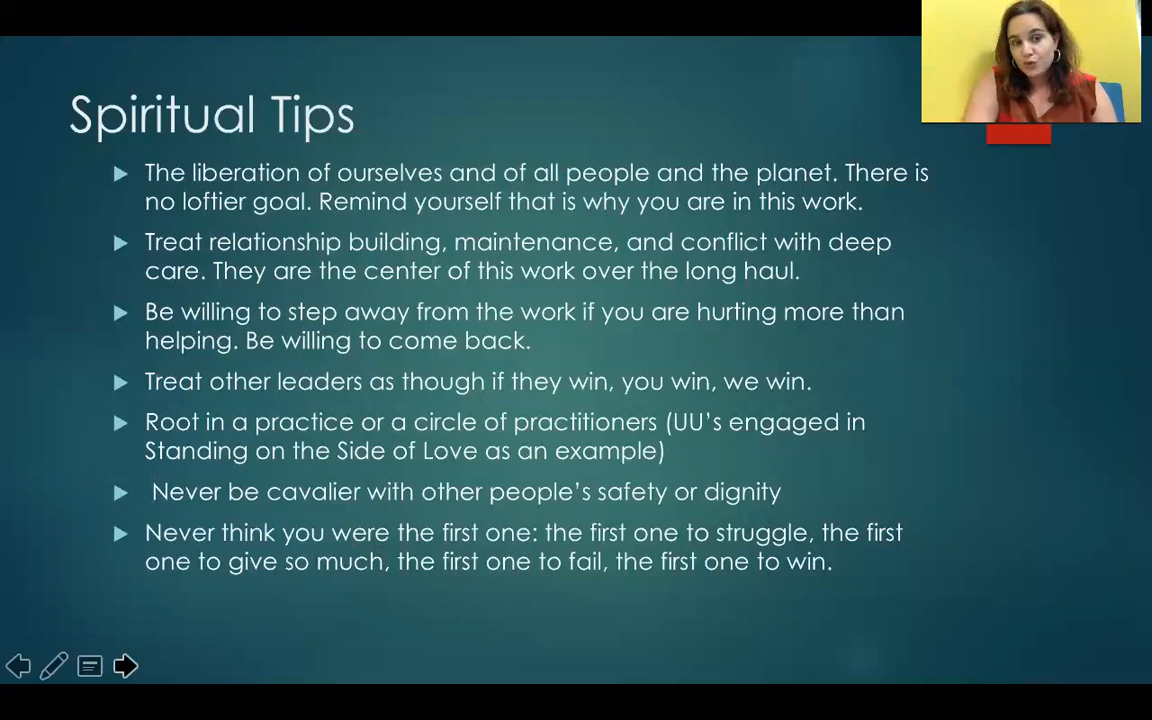 Spiritual Tips
The liberation of ourselves and of all people and the planet. There is
no loftier goal. Remind yourself that is why you are in this work.
Treat relationship building, maintenance, and conflict with deep
care. They are the center of this work over the long haul.
Be willing to step away from the work if you are hurting more than
helping. Be willing to come back.
Treat other leaders as though if they win, you win, we win.
Root in a practice or a circle of practitioners (UU's engaged in
Standing on the Side of Love as an example)
Never be cavalier with other people's safety or dignity
Never think you were the first one: the first one to struggle, the first
one to give so much, the first one to fail, the first one to win.